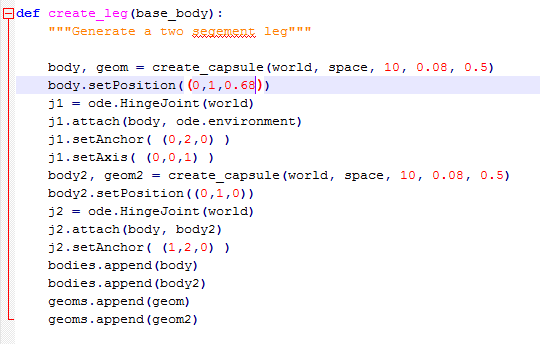 def create_leg(base_body):
    """Generate a two segement leg"""

    body, geom = create_capsule(world, space, 10, 0.08, 0.5)
    body.setPosition((0,1,0.68))
    j1 = ode.HingeJoint(world)
    j1.attach(body, ode.environment)
    j1.setAnchor( (0,2,0) )
    j1.setAxis( (0,0,1) )
    body2, geom2 = create_capsule(world, space, 10, 0.08, 0.5)
    body2.setPosition((0,1,0))
    j2 = ode.HingeJoint(world)
    j2.attach(body, body2)
    j2.setAnchor( (1,2,0) )
    bodies.append(body)
    bodies.append(body2)
    geoms.append(geom)
    geoms.append(geom2)